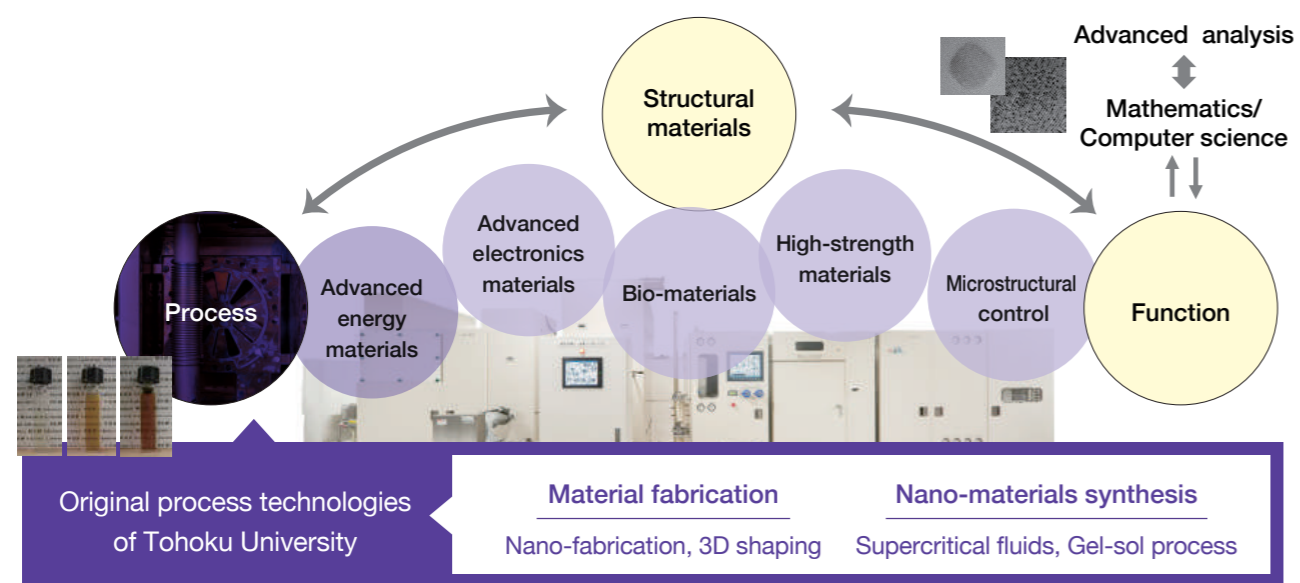 Advanced analysis
Mathematics/
Computer science
Structural
materials
Process
Advanced
energy
materials
Advanced
electronics
materials
Bio-materials
High-strength
materials
Microstructural
control
Function
Original process technologies
of Tohoku University
Material fabrication
Nano-fabrication, 3D shaping
Nano-materials synthesis
Supercritical fluids, Gel-sol process